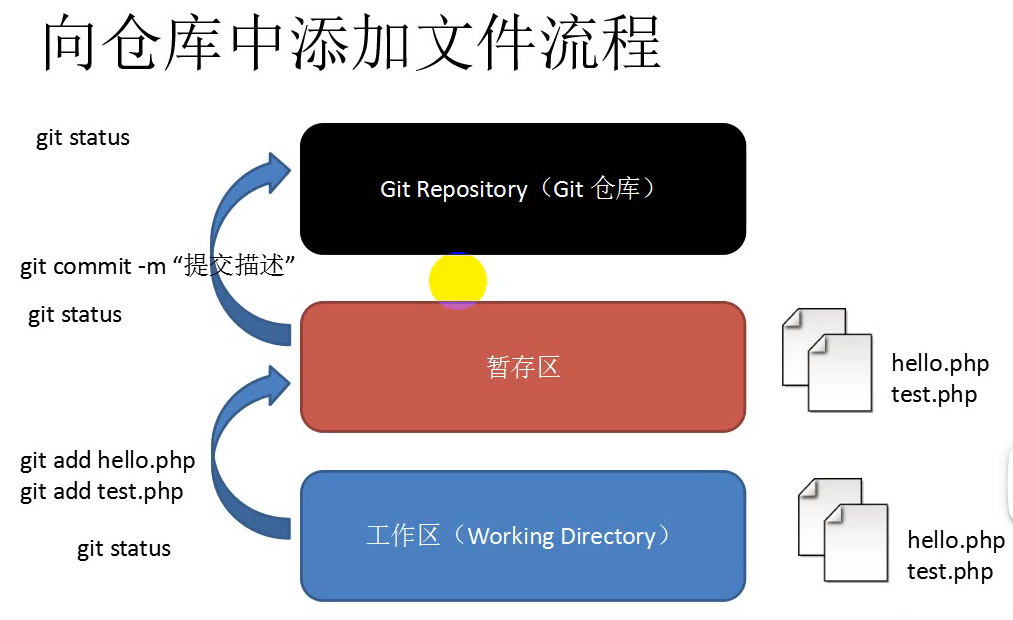 向仓库中添加文件流程
git status
Git Repository（Git 仓库）
git commit -m “提交描述”
git status
暂存区
hello.php
test.php
git add hello.php
git add test.php
git status
工作区（Working Directory）
hello.php
test.php